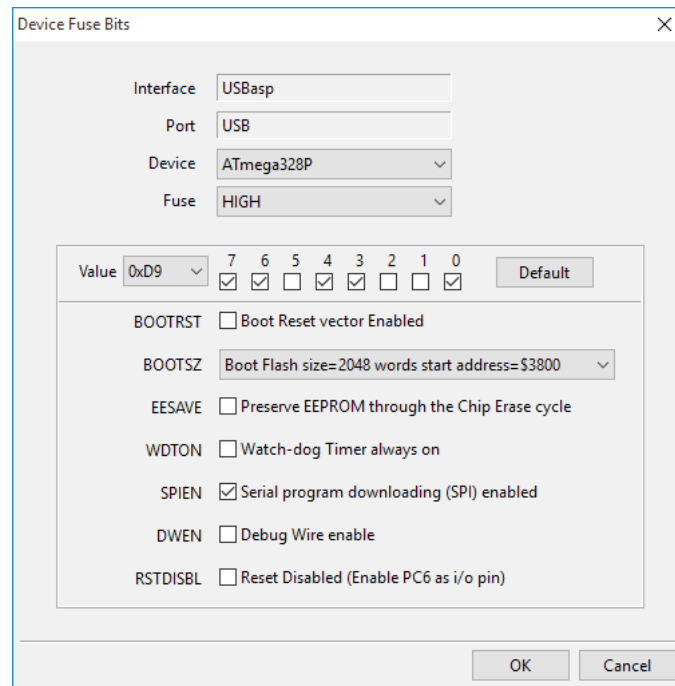 Device Fuse Bits
Interface USBasp
Port USB
Device ATmega328P
Fuse HIGH
7 6 5 4 3 2 1 0
Value 0xD9 Default
BOOTRST Boot Reset vector Enabled
BOOTSZ Boot Flash size=2048 words start address=$3800
EESAVE Preserve EEPROM through the Chip Erase cycle
WDTON Watch-dog Timer always on
SPIEN Serial program downloading (SPI) enabled
DWEN Debug Wire enable
RSTDISBL Reset Disabled (Enable PC6 as i/o pin)
OK Cancel